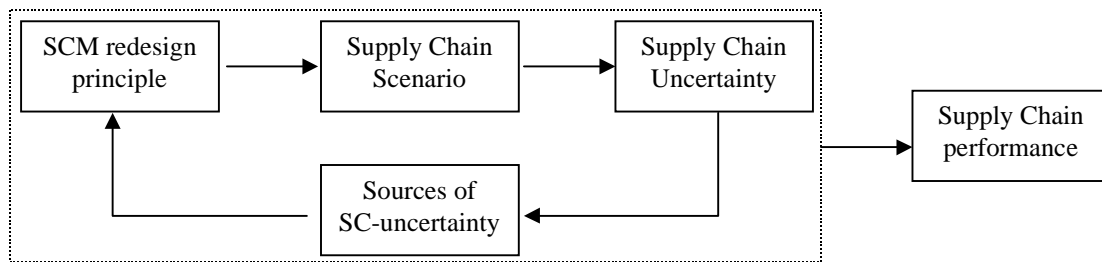 SCM redesign
principle
Supply Chain
Scenario
Supply Chain
Uncertainty
Supply Chain
performance
Sources of
SC-uncertainty